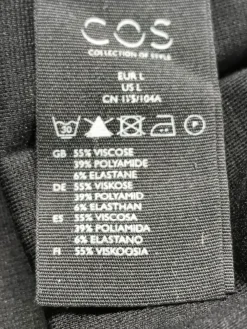 COS
COLLECTION OF STYLE
EUR L
US L
CN 175/104A
30 P
GB 55% VISCOSE
39% POLYAMIDE
6% ELASTANE
DE 55% VISKOSE
39% POLYAMID
6% ELASTHAN
ES 55% VISCOSA
39% POLIAMIDA
6% ELASTANO
FI 55% VISKOOSIA